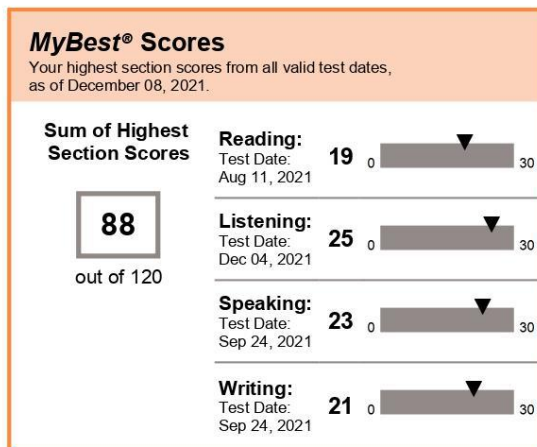 MyBest® Scores
Your highest section scores from all valid test dates,
as of December 08, 2021.
Sum of Highest
Section Scores
88
out of 120
Reading:
Test Date:
Aug 11, 2021
19
0
30
Listening:
Test Date:
Dec 04, 2021
25
0
30
Speaking:
Test Date:
Sep 24, 2021
23
0
30
Writing:
Test Date:
Sep 24, 2021
21
0
30